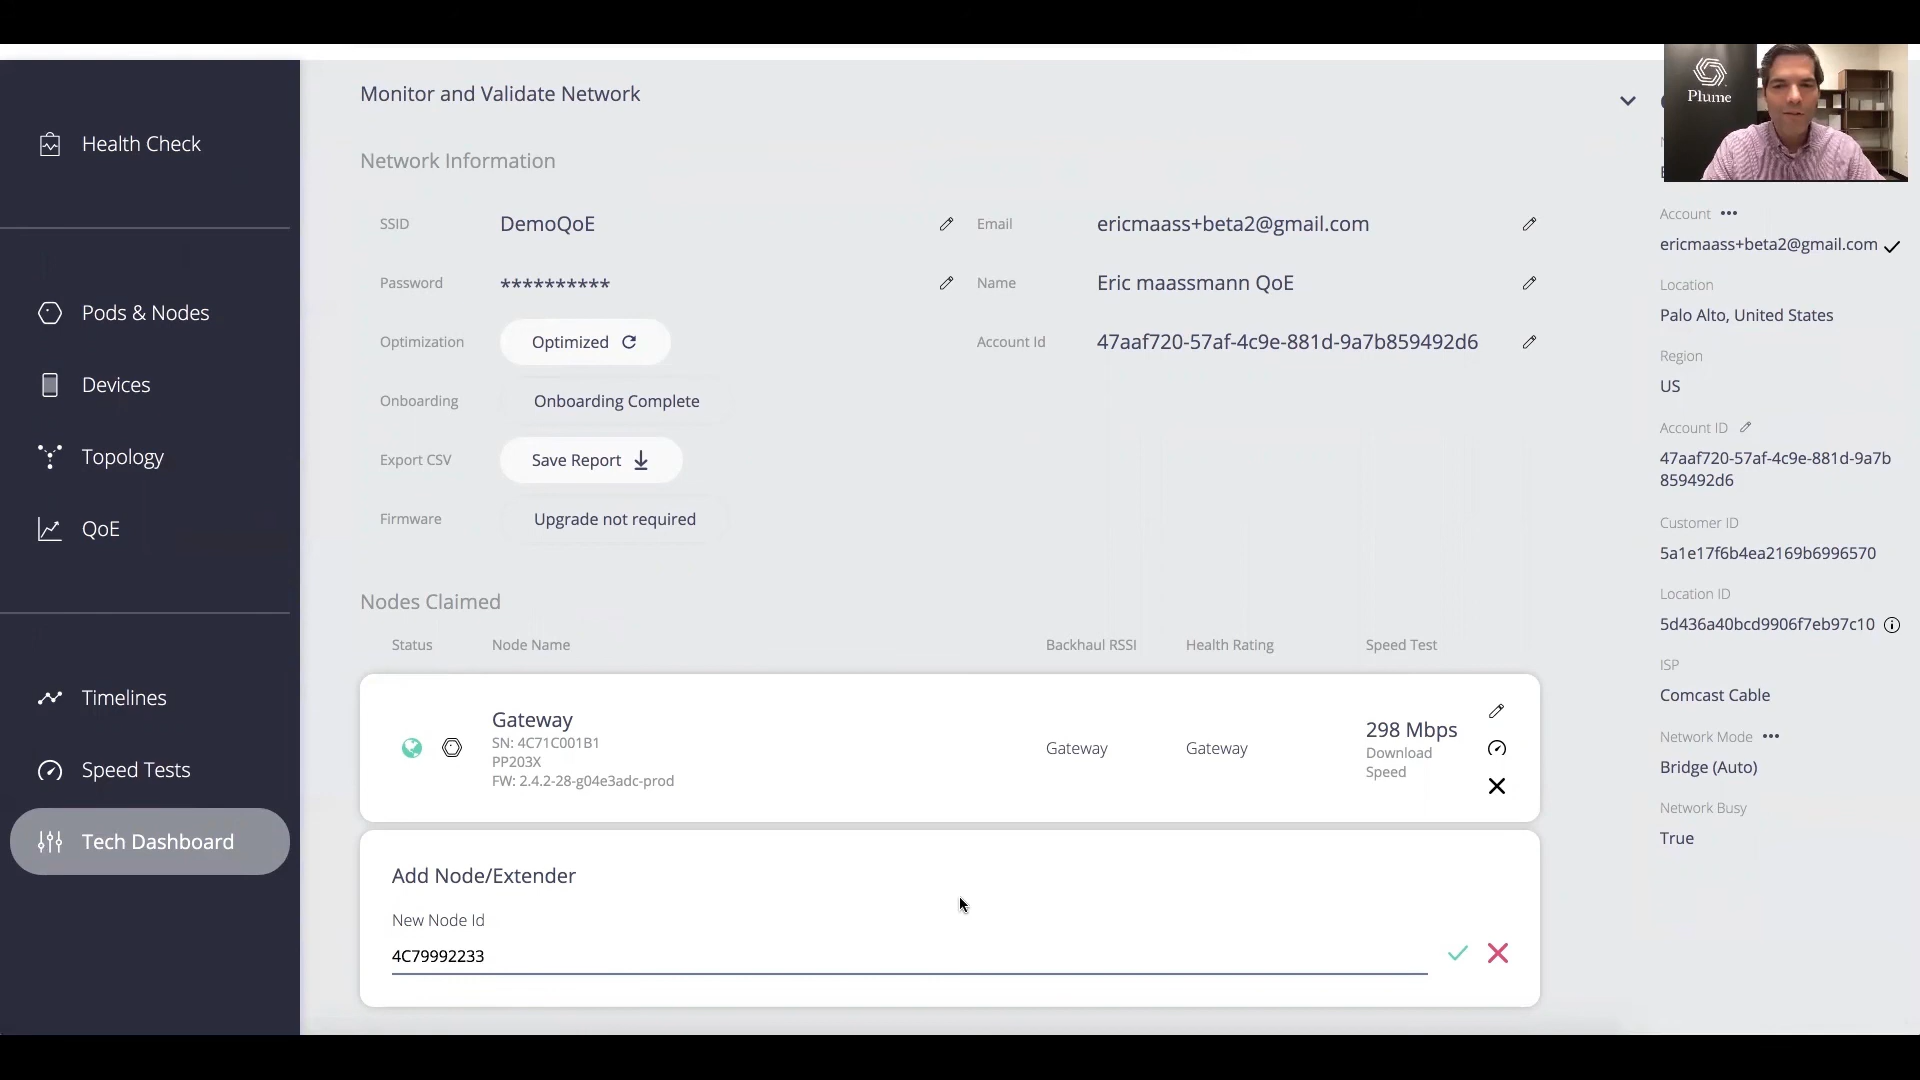 Monitor and Validate Network
Plume
Health Check
Network Information
SSID
DemoQoE
Email
ericmaass+beta2@gmail.com
Account •••
ericmaass+beta2@gmail.com
Password
**********
Name
Eric maassmann QoE
Location
Palo Alto, United States
Pods & Nodes
Optimization
Optimized
Account Id
47aaf720-57af-4c9e-881d-9a7b859492d6
Region
US
Devices
Onboarding
Onboarding Complete
Account ID
47aaf720-57af-4c9e-881d-9a7b
859492d6
Topology
Export CSV
Save Report
Customer ID
5a1e17f6b4ea2169b6996570
QoE
Firmware
Upgrade not required
Location ID
5d436a40bcd9906f7eb97c10
Nodes Claimed
Status
Node Name
Backhaul RSSI
Health Rating
Speed Test
ISP
Comcast Cable
Timelines
Gateway
SN: 4C71C001B1
PP203X
FW: 2.4.2-28-g04e3adc-prod
Gateway
Gateway
298 Mbps
Download
Speed
Network Mode •••
Bridge (Auto)
Speed Tests
Network Busy
True
Tech Dashboard
Add Node/Extender
New Node Id
4C79992233